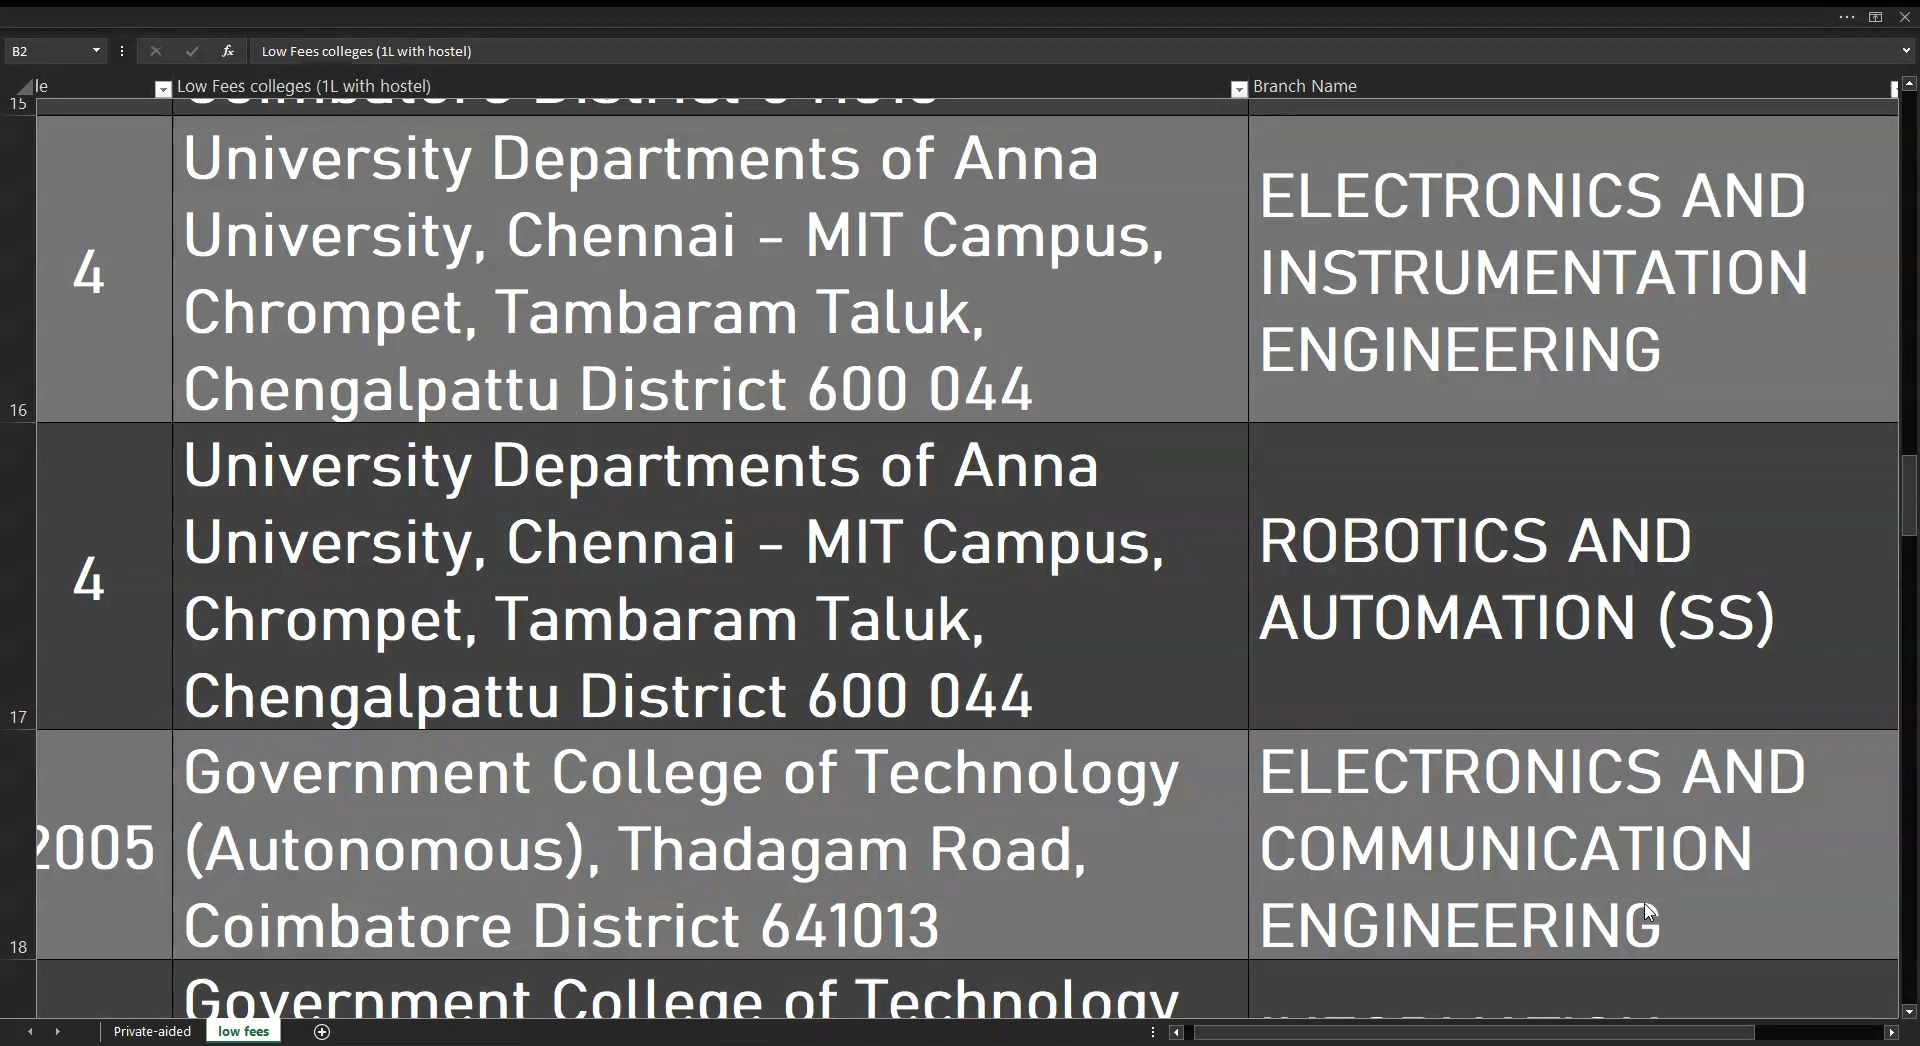 B2
fx
Low Fees colleges (1L with hostel)
le
Low Fees colleges (1L with hostel)
Branch Name
15
Coimbatore District
16
4
University Departments of Anna
University, Chennai – MIT Campus,
Chrompet, Tambaram Taluk,
Chengalpattu District 600 044
ELECTRONICS AND
INSTRUMENTATION
ENGINEERING
17
4
University Departments of Anna
University, Chennai – MIT Campus,
Chrompet, Tambaram Taluk,
Chengalpattu District 600 044
ROBOTICS AND
AUTOMATION (SS)
18
2005
Government College of Technology
(Autonomous), Thadagam Road,
Coimbatore District 641013
ELECTRONICS AND
COMMUNICATION
ENGINEERING
Government College of Technology
Private-aided
low fees